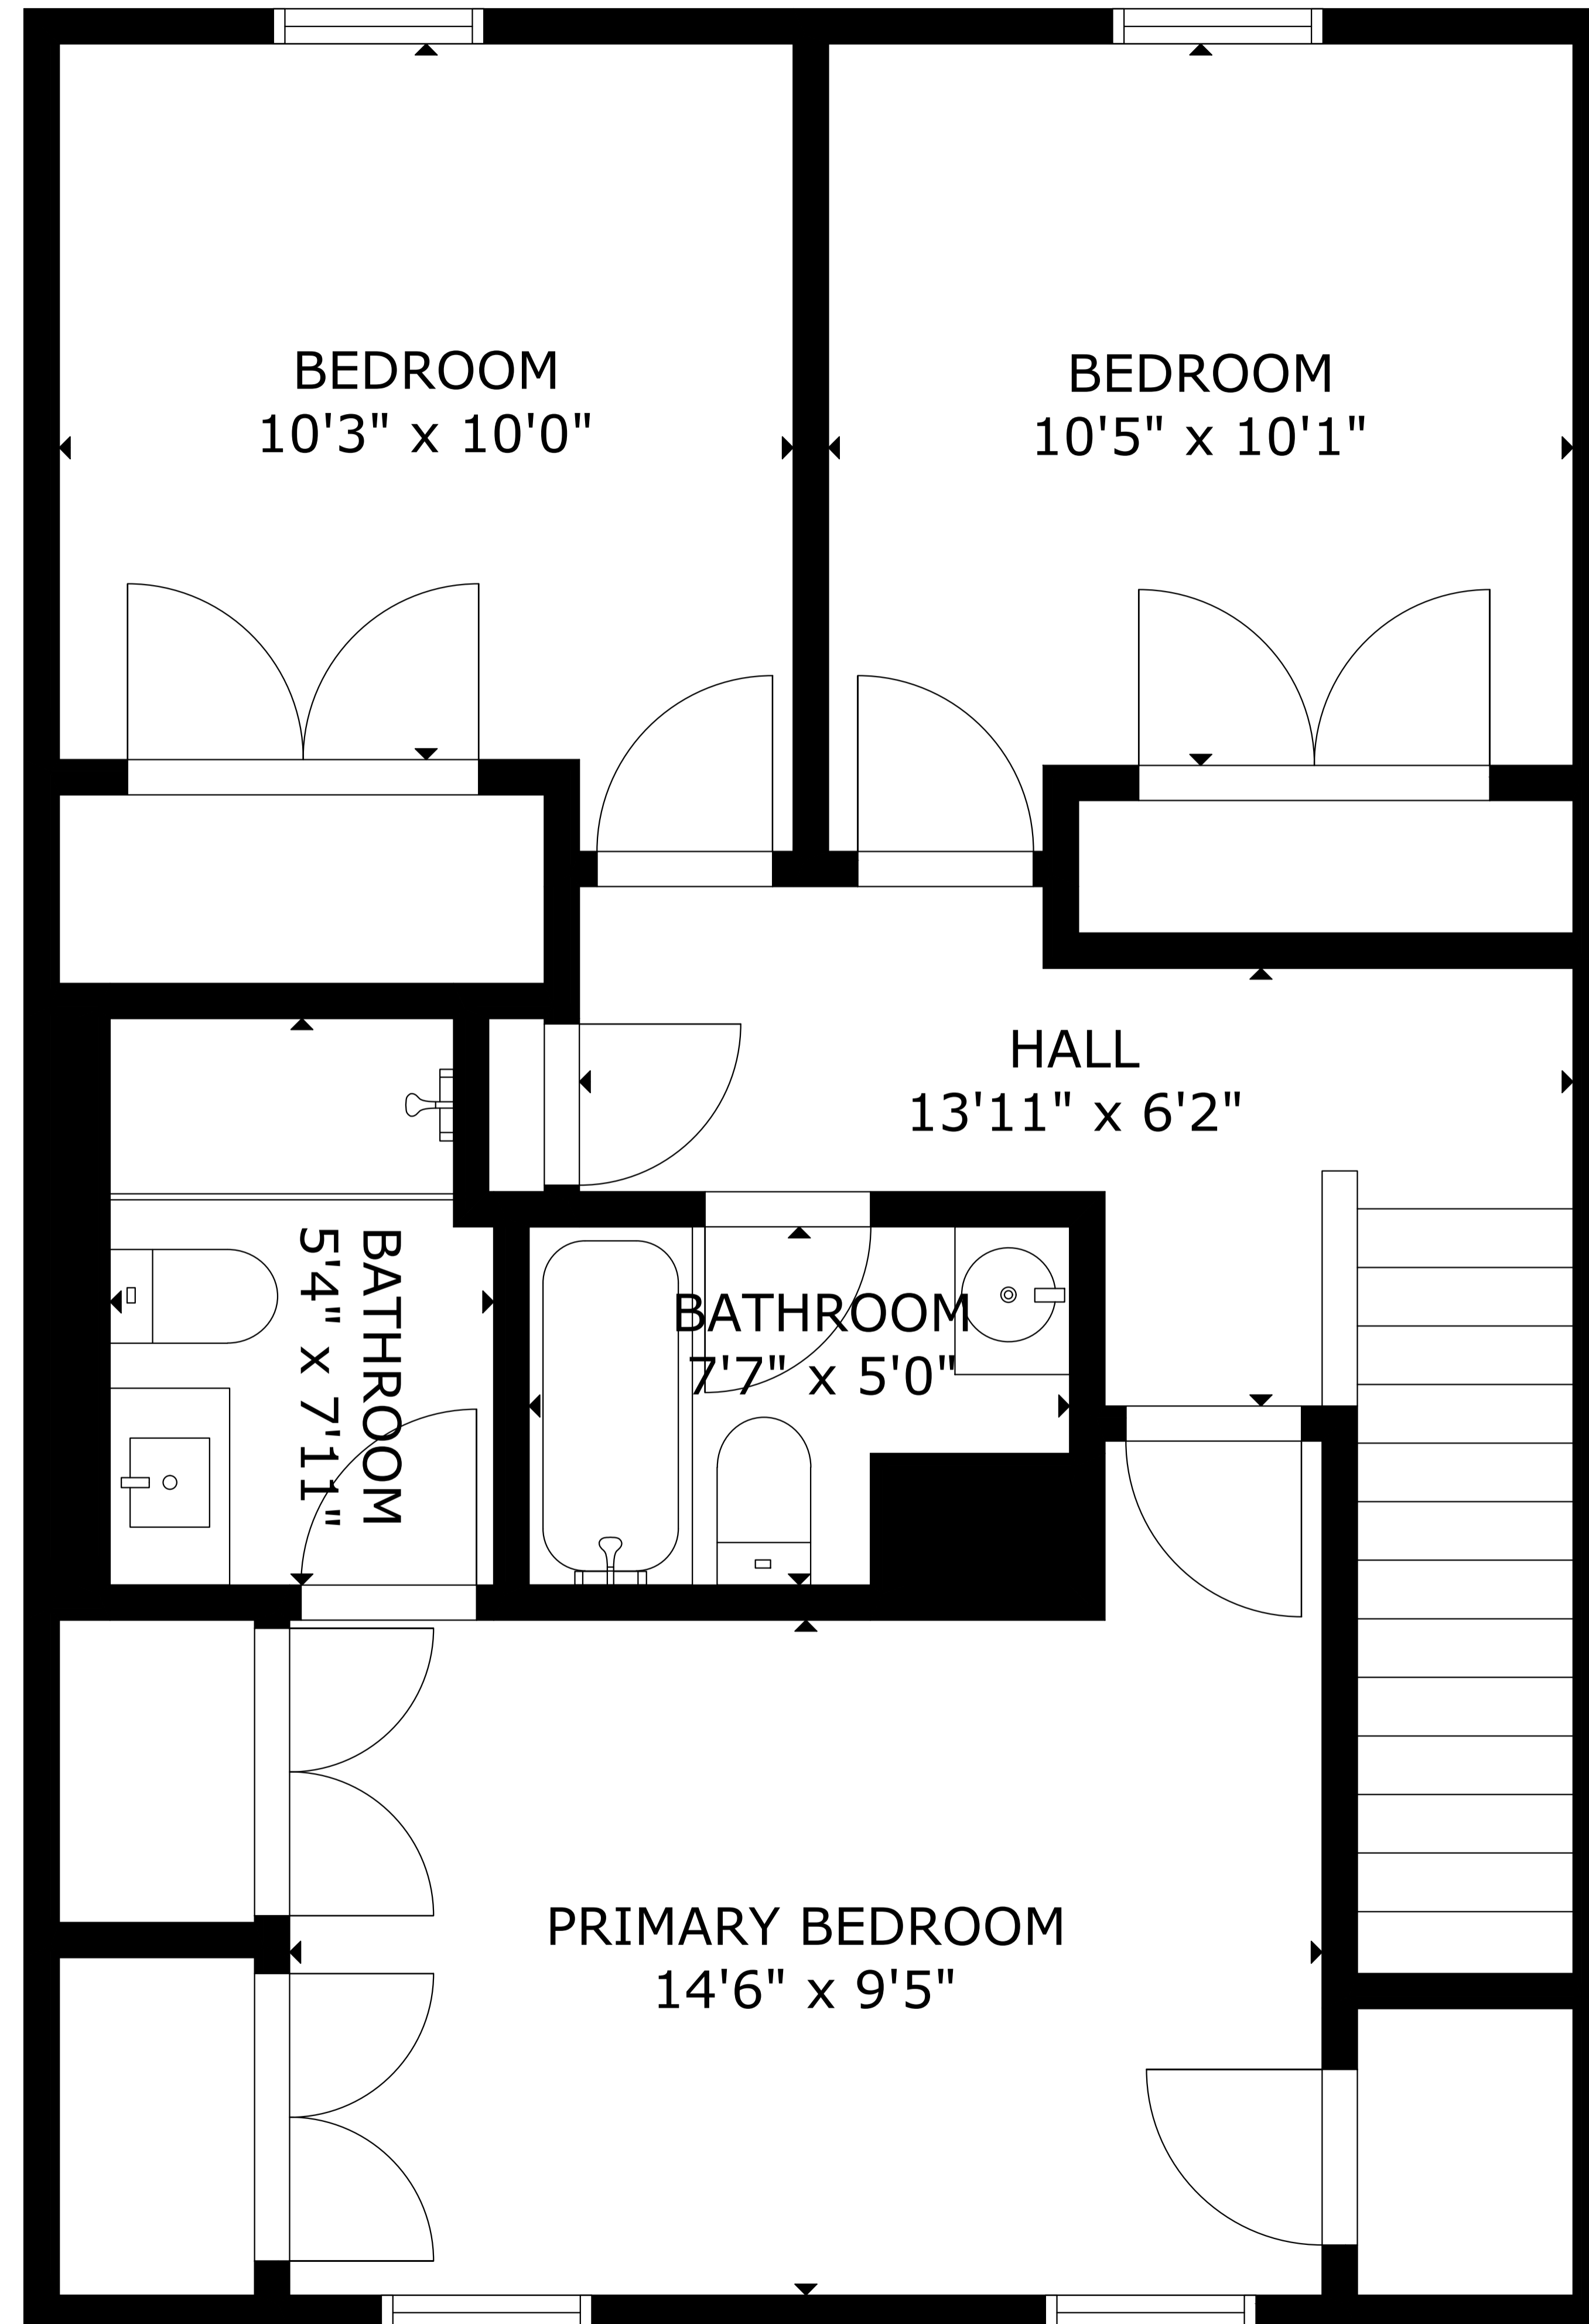 BEDROOM
10'3" x 10'0"
BEDROOM
10'5" x 10'1"
HALL
13'11" x 6'2"
BATHROOM
5'4" x 7'11"
BATHROOM
7'7" x 5'0"
PRIMARY BEDROOM
14'6" x 9'5"